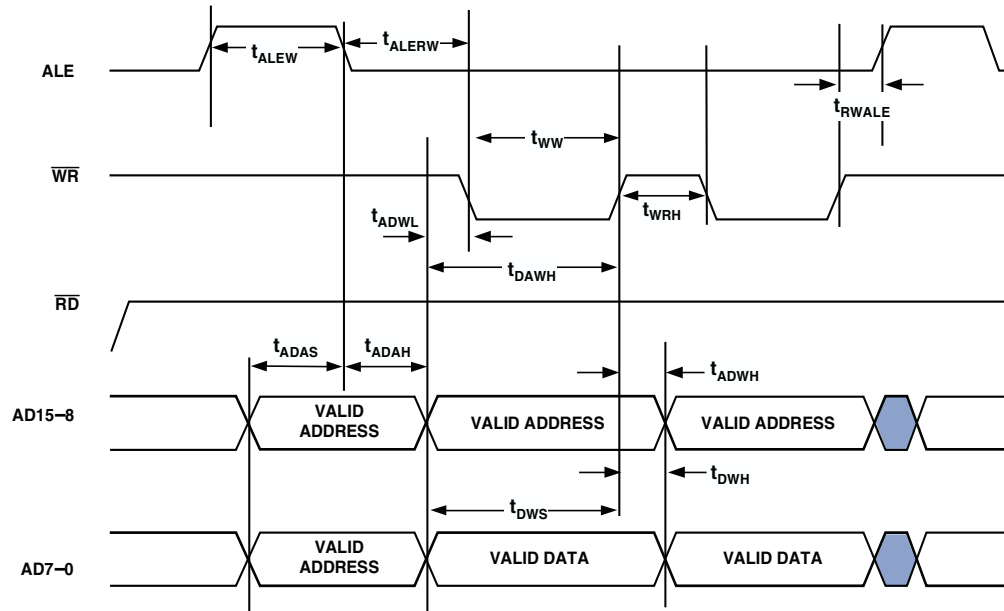 tALEW
tALERW
ALE
tRWALE
tWW
WR
tWRH
tADWL
tDAWH
RD
tADAS
tADAH
tADWH
AD15–8
VALID
ADDRESS
VALID ADDRESS
VALID ADDRESS
tDWH
tDWS
AD7–0
VALID
ADDRESS
VALID DATA
VALID DATA